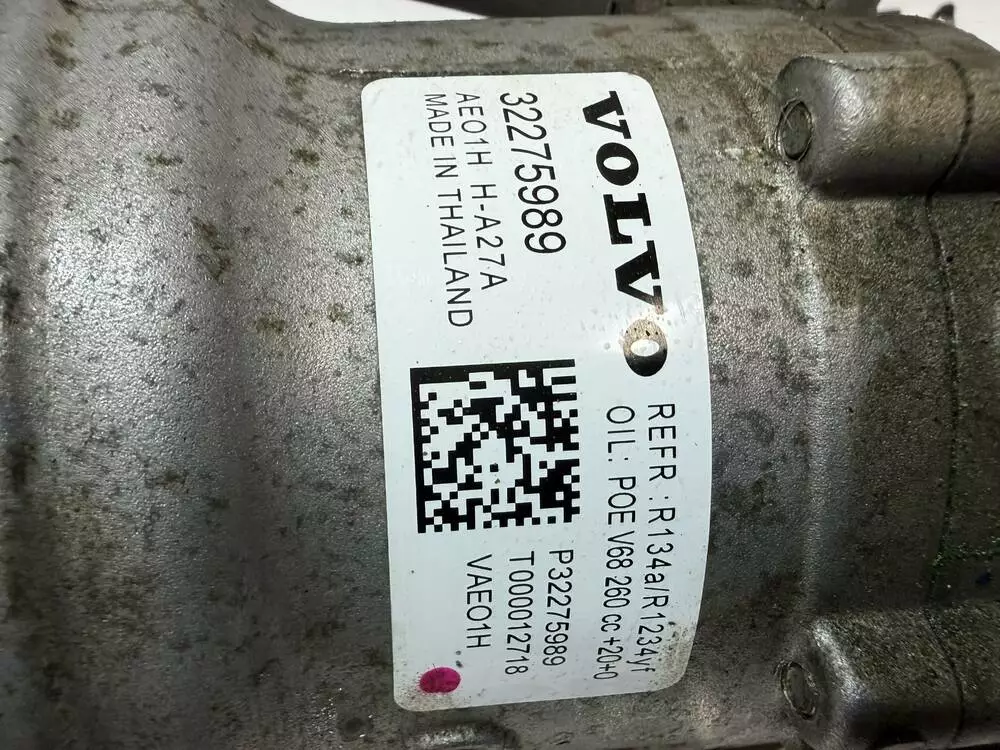 VOLVO
32275989
AE01H H-A27A
MADE IN THAILAND
REFR : R134a/R1234yf
OIL: POE V68 260 cc +20+0
P32275989
T000012718
VAE01H